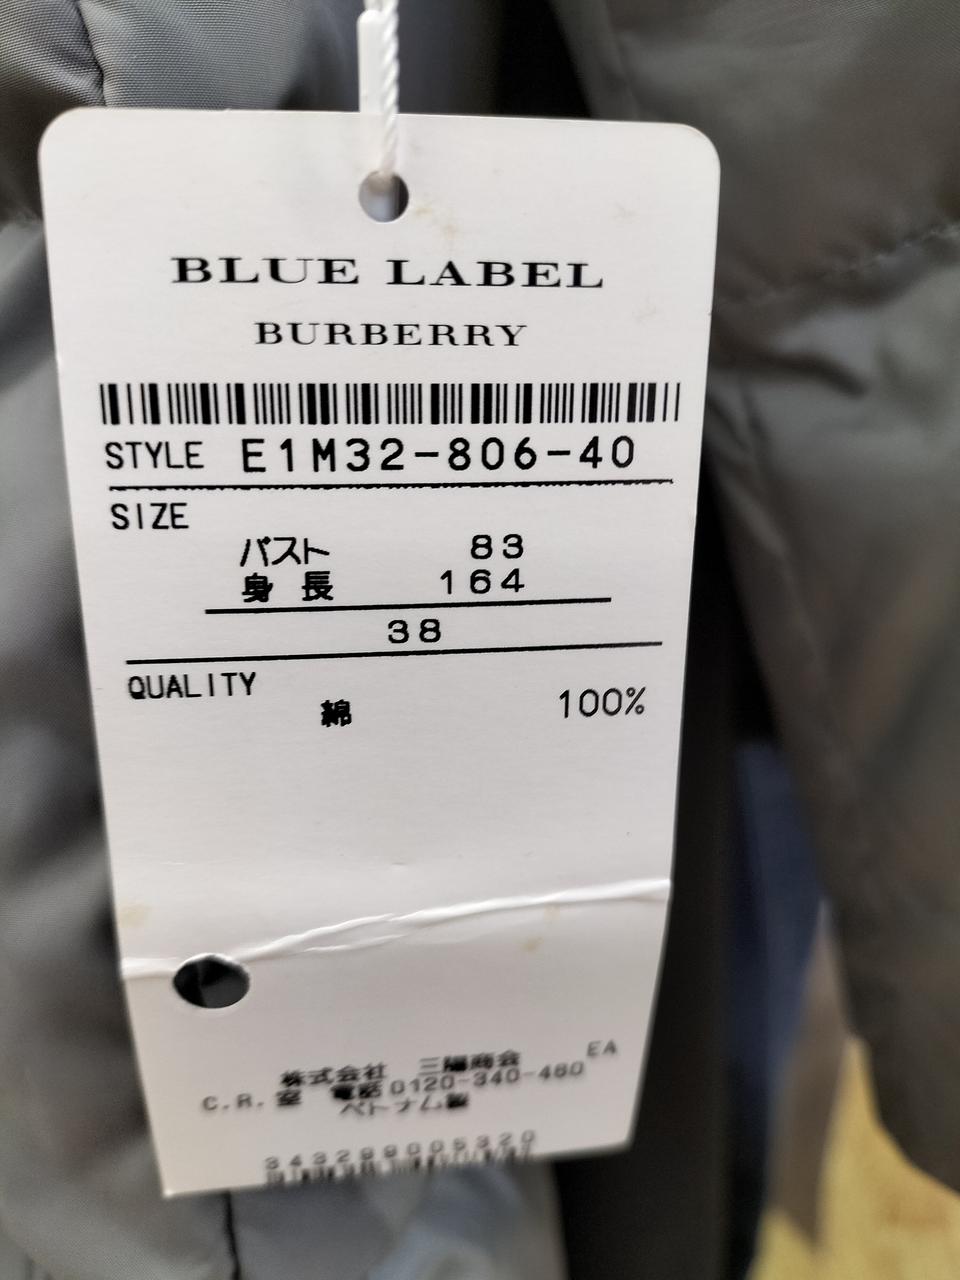 BLUE LABEL
BURBERRY
STYLE E1M32-806-40
SIZE
バスト 83
身長 164
38
QUALITY
綿 100%
EA
株式会社 三陽商会
C.R.室 電話0120-340-460
ベトナム製